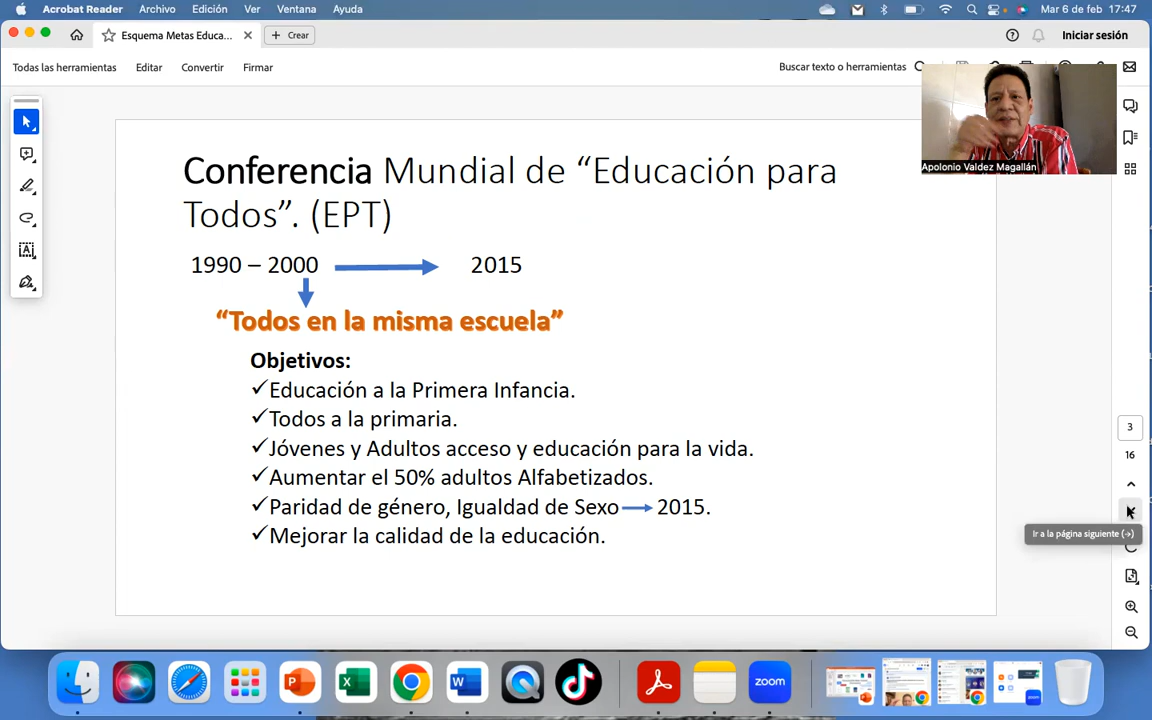 Acrobat Reader Archivo Edición Ver Ventana Ayuda Mar 6 de feb 17:47
Esquema Metas Educa... Crear Iniciar sesión
Todas las herramientas Editar Convertir Firmar Buscar texto o herramientas
Apolonio Valdez Magallán
Conferencia Mundial de “Educación para
Todos”. (EPT)
1990 – 2000 2015
“Todos en la misma escuela”
Objetivos:
✓Educación a la Primera Infancia.
✓Todos a la primaria.
✓Jóvenes y Adultos acceso y educación para la vida.
✓Aumentar el 50% adultos Alfabetizados.
✓Paridad de género, Igualdad de Sexo → 2015.
✓Mejorar la calidad de la educación.
3
16
Ir a la página siguiente (→)
zoom